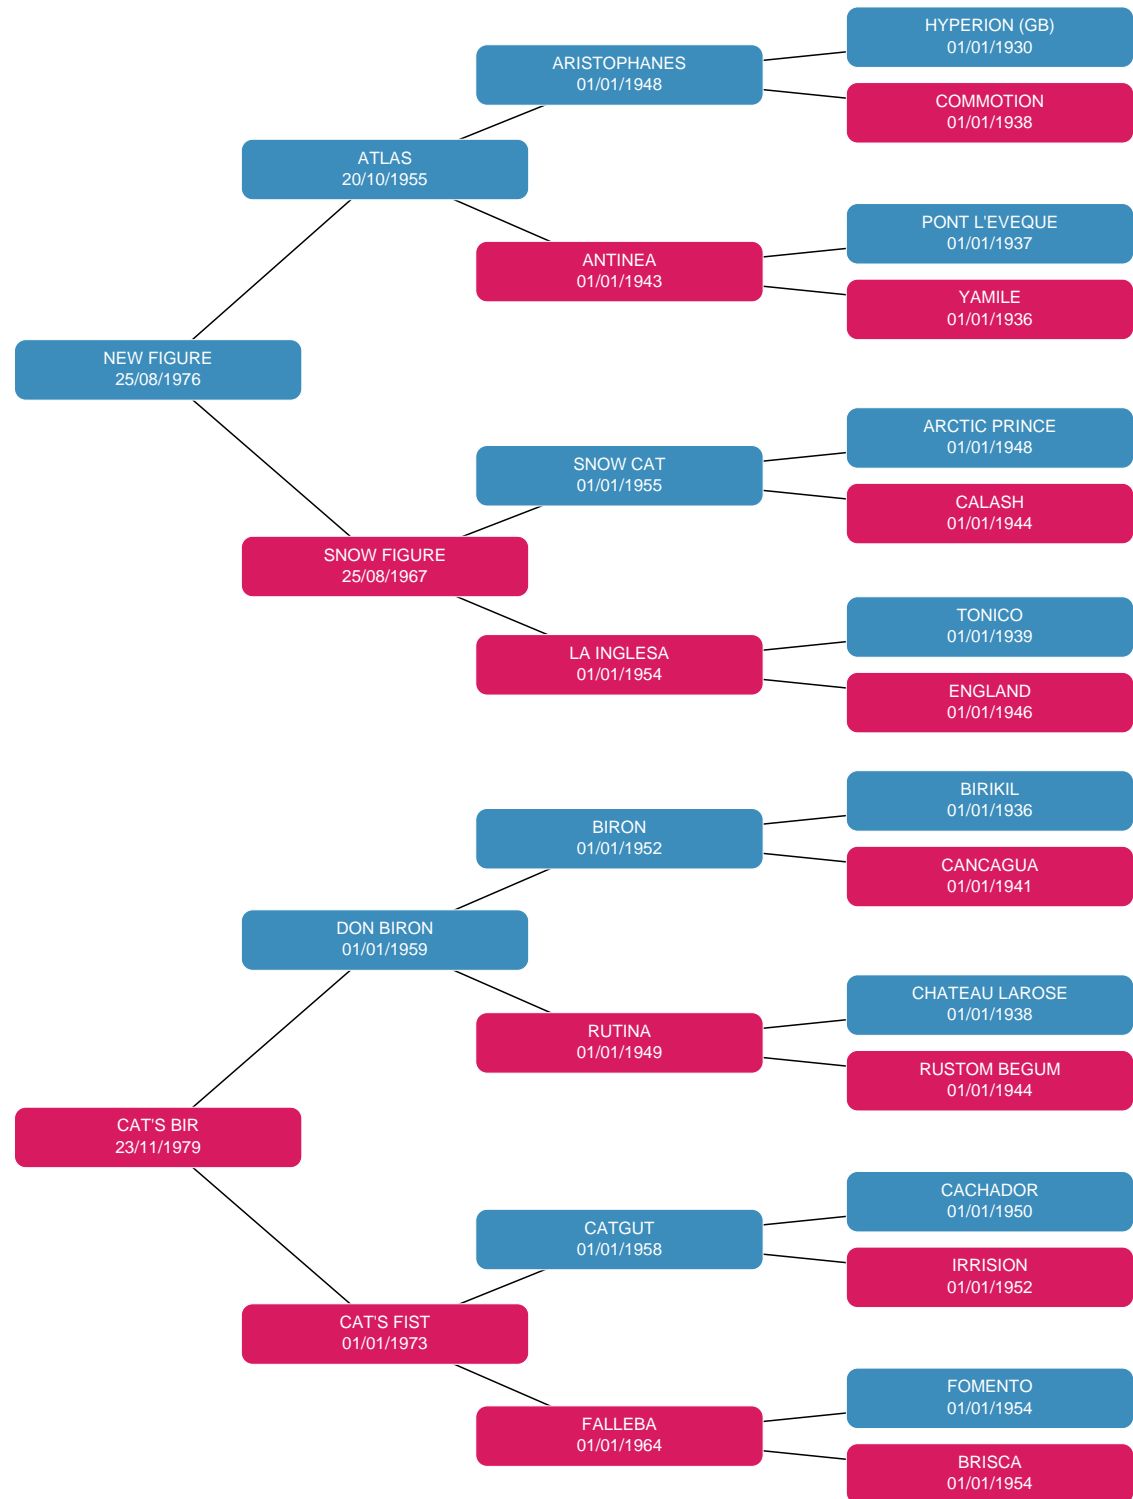 HYPERION (GB)
01/01/1930
ARISTOPHANES
01/01/1948
COMMOTION
01/01/1938
ATLAS
20/10/1955
PONT L'EVEQUE
01/01/1937
ANTINEA
01/01/1943
YAMILE
01/01/1936
NEW FIGURE
25/08/1976
ARCTIC PRINCE
01/01/1948
SNOW CAT
01/01/1955
CALASH
01/01/1944
SNOW FIGURE
25/08/1967
TONICO
01/01/1939
LA INGLESA
01/01/1954
ENGLAND
01/01/1946
BIRIKIL
01/01/1936
BIRON
01/01/1952
CANCAGUA
01/01/1941
DON BIRON
01/01/1959
CHATEAU LAROSE
01/01/1938
RUTINA
01/01/1949
RUSTOM BEGUM
01/01/1944
CAT'S BIR
23/11/1979
CACHADOR
01/01/1950
CATGUT
01/01/1958
IRRISION
01/01/1952
CAT'S FIST
01/01/1973
FOMENTO
01/01/1954
FALLEBA
01/01/1964
BRISCA
01/01/1954